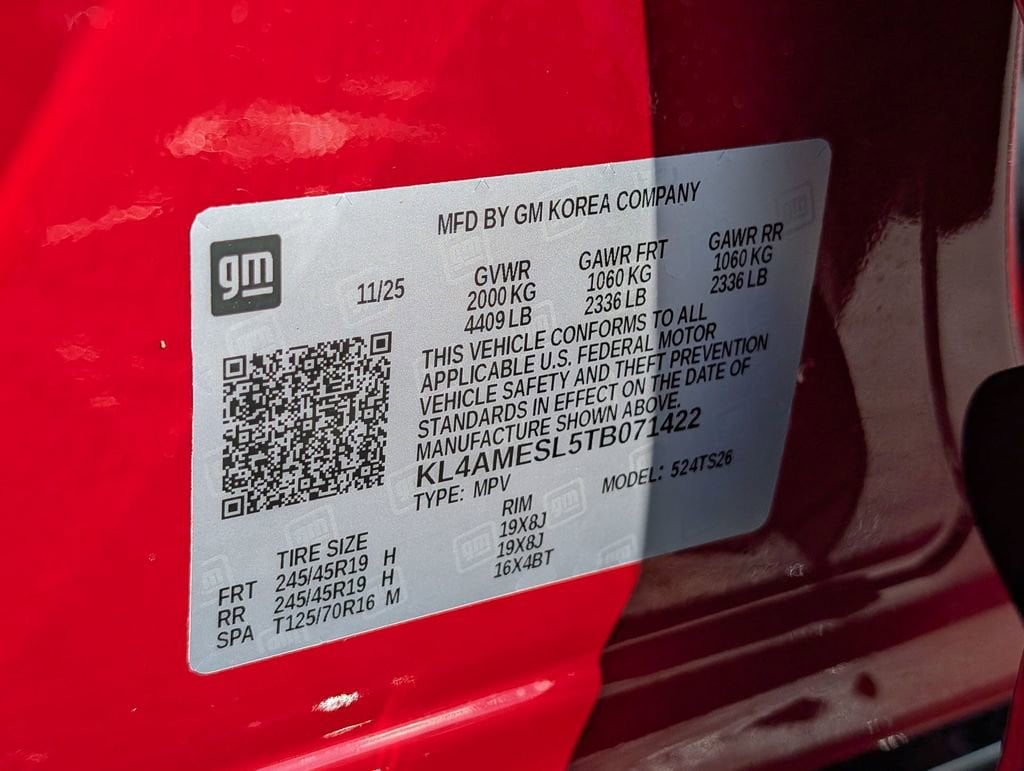 MFD BY GM KOREA COMPANY
gm
11/25
GVWR
2000 KG
4409 LB
GAWR FRT
1060 KG
2336 LB
GAWR RR
1060 KG
2336 LB
THIS VEHICLE CONFORMS TO ALL
APPLICABLE U.S. FEDERAL MOTOR
VEHICLE SAFETY AND THEFT PREVENTION
STANDARDS IN EFFECT ON THE DATE OF
MANUFACTURE SHOWN ABOVE.
KL4AMESL5TB071422
TYPE: MPV
MODEL: 524TS26
TIRE SIZE RIM
FRT 245/45R19 H 19X8J
RR 245/45R19 H 19X8J
SPA T125/70R16 M 16X4BT